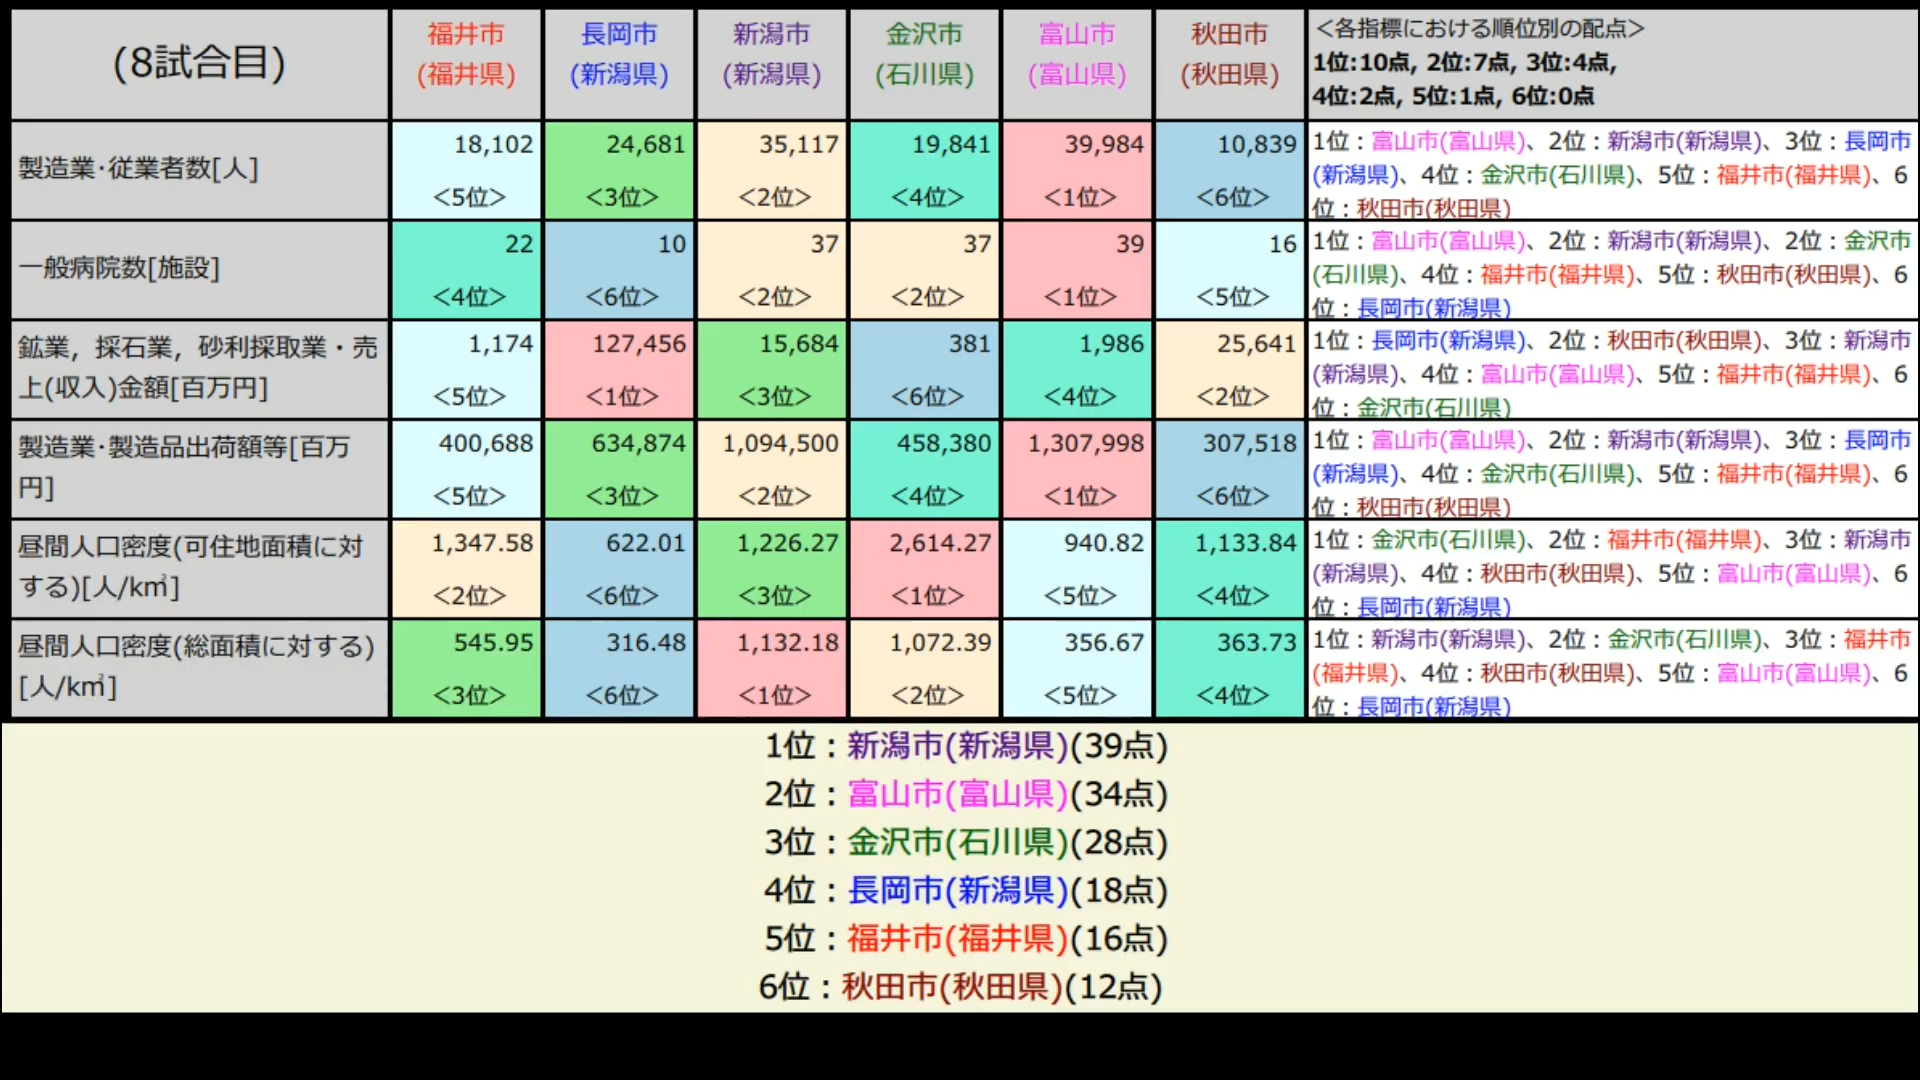 (8試合目)
福井市
(福井県)
長岡市
(新潟県)
新潟市
(新潟県)
金沢市
(石川県)
富山市
(富山県)
秋田市
(秋田県)
＜各指標における順位別の配点＞
1位:10点, 2位:7点, 3位:4点,
4位:2点, 5位:1点, 6位:0点
製造業･従業者数[人]
18,102 24,681 35,117 19,841 39,984 10,839
<5位> <3位> <2位> <4位> <1位> <6位>
1位：富山市(富山県)、2位：新潟市(新潟県)、3位：長岡市
(新潟県)、4位：金沢市(石川県)、5位：福井市(福井県)、6
位：秋田市(秋田県)
一般病院数[施設]
22 10 37 37 39 16
<4位> <6位> <2位> <2位> <1位> <5位>
1位：富山市(富山県)、2位：新潟市(新潟県)、2位：金沢市
(石川県)、4位：福井市(福井県)、5位：秋田市(秋田県)、6
位：長岡市(新潟県)
鉱業，採石業，砂利採取業・売
上(収入)金額[百万円]
1,174 127,456 15,684 381 1,986 25,641
<5位> <1位> <3位> <6位> <4位> <2位>
1位：長岡市(新潟県)、2位：秋田市(秋田県)、3位：新潟市
(新潟県)、4位：富山市(富山県)、5位：福井市(福井県)、6
位：金沢市(石川県)
製造業･製造品出荷額等[百万
円]
400,688 634,874 1,094,500 458,380 1,307,998 307,518
<5位> <3位> <2位> <4位> <1位> <6位>
1位：富山市(富山県)、2位：新潟市(新潟県)、3位：長岡市
(新潟県)、4位：金沢市(石川県)、5位：福井市(福井県)、6
位：秋田市(秋田県)
昼間人口密度(可住地面積に対
する)[人/k㎡]
1,347.58 622.01 1,226.27 2,614.27 940.82 1,133.84
<2位> <6位> <3位> <1位> <5位> <4位>
1位：金沢市(石川県)、2位：福井市(福井県)、3位：新潟市
(新潟県)、4位：秋田市(秋田県)、5位：富山市(富山県)、6
位：長岡市(新潟県)
昼間人口密度(総面積に対する)
[人/k㎡]
545.95 316.48 1,132.18 1,072.39 356.67 363.73
<3位> <6位> <1位> <2位> <5位> <4位>
1位：新潟市(新潟県)、2位：金沢市(石川県)、3位：福井市
(福井県)、4位：秋田市(秋田県)、5位：富山市(富山県)、6
位：長岡市(新潟県)
1位：新潟市(新潟県)(39点)
2位：富山市(富山県)(34点)
3位：金沢市(石川県)(28点)
4位：長岡市(新潟県)(18点)
5位：福井市(福井県)(16点)
6位：秋田市(秋田県)(12点)